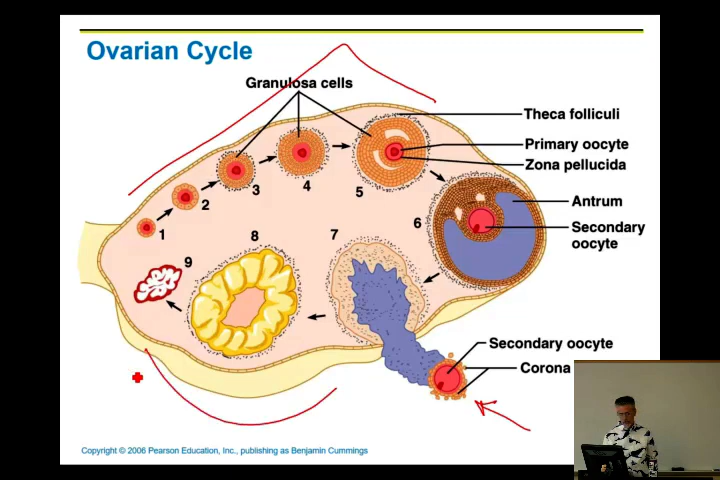 Ovarian Cycle
Granulosa cells
Theca folliculi
Primary oocyte
Zona pellucida
Antrum
Secondary
oocyte
1
2
3
4
5
6
7
8
9
Secondary oocyte
Corona
Copyright © 2006 Pearson Education, Inc., publishing as Benjamin Cummings